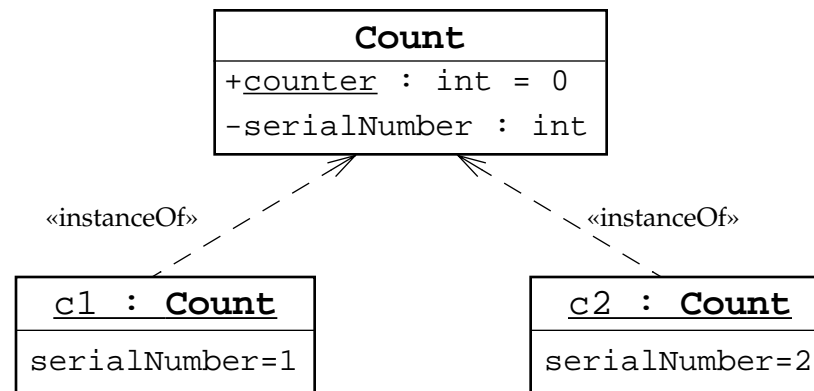 Count
+counter : int = 0
-serialNumber : int
«instanceOf» «instanceOf»
c1 : Count
serialNumber=1
c2 : Count
serialNumber=2